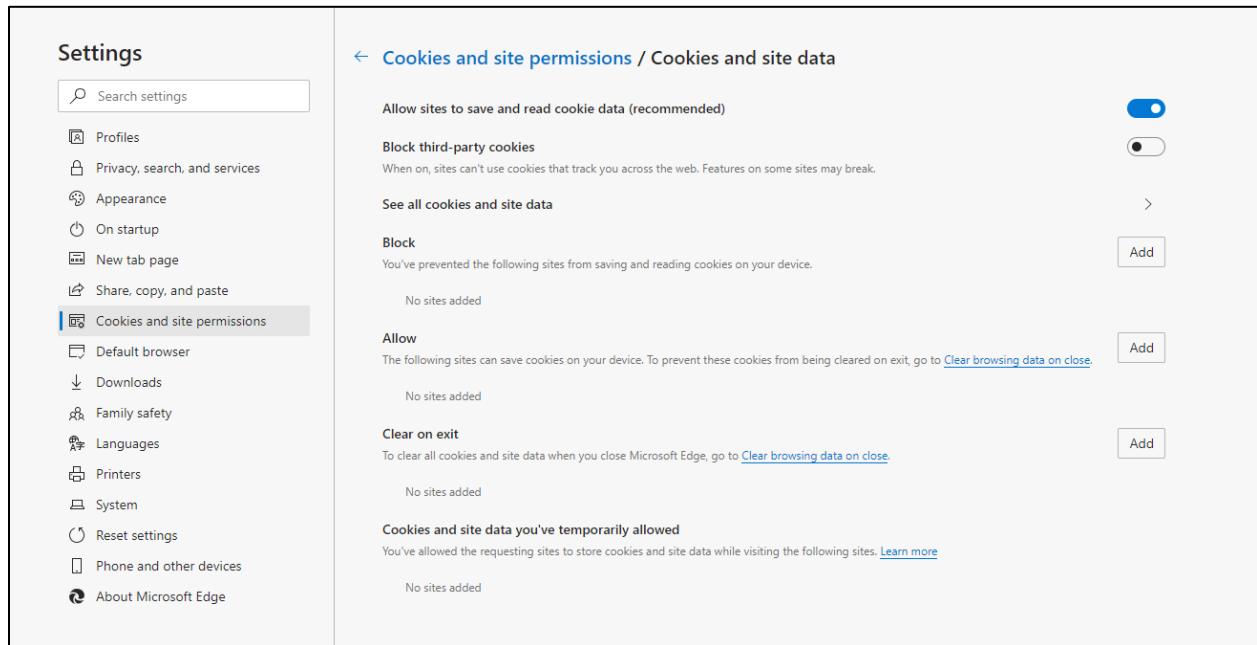 Settings
Search settings
Profiles
Privacy, search, and services
Appearance
On startup
New tab page
Share, copy, and paste
Cookies and site permissions
Default browser
Downloads
Family safety
Languages
Printers
System
Reset settings
Phone and other devices
About Microsoft Edge
Cookies and site permissions / Cookies and site data
Allow sites to save and read cookie data (recommended)
Block third-party cookies
When on, sites can't use cookies that track you across the web. Features on some sites may break.
See all cookies and site data
Block
Add
You've prevented the following sites from saving and reading cookies on your device.
No sites added
Allow
Add
The following sites can save cookies on your device. To prevent these cookies from being cleared on exit, go to Clear browsing data on close.
No sites added
Clear on exit
Add
To clear all cookies and site data when you close Microsoft Edge, go to Clear browsing data on close.
No sites added
Cookies and site data you've temporarily allowed
You've allowed the requesting sites to store cookies and site data while visiting the following sites. Learn more
No sites added